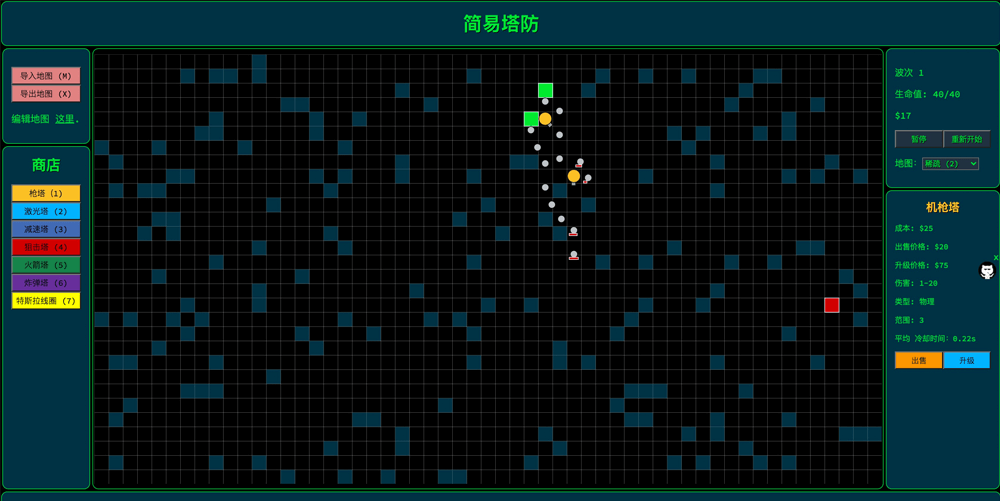 简易塔防
导入地图 (M)
导出地图 (X)
编辑地图 这里.
商店
枪塔 (1)
激光塔 (2)
减速塔 (3)
狙击塔 (4)
火箭塔 (5)
炸弹塔 (6)
特斯拉线圈 (7)
波次 1
生命值: 40/40
$17
暂停 重新开始
地图: 稀疏 (2)
机枪塔
成本: $25
出售价格: $20
升级价格: $75
X
伤害: 1-20
类型: 物理
范围: 3
平均 冷却时间: 0.22s
出售 升级